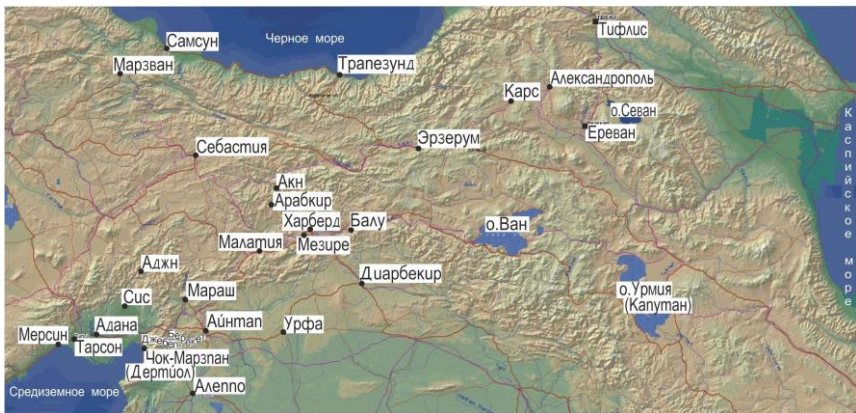 Черное море
Самсун
Марзван
Трапезунд
Тифлис
Карс
Александрополь
о.Севан
Ереван
Каспийское море
Себастия
Эрзерум
Акн
Арабкир
Харберд
Балу
Мезире
о.Ван
Малатия
Аджн
Диарбекир
о.Урмия
(Капутан)
Сис
Мараш
Мерсин
Адана
Тарсон
Айнтап
Урфа
Чок-Марзпан
(Дертйол)
Средиземное море
Алеппо